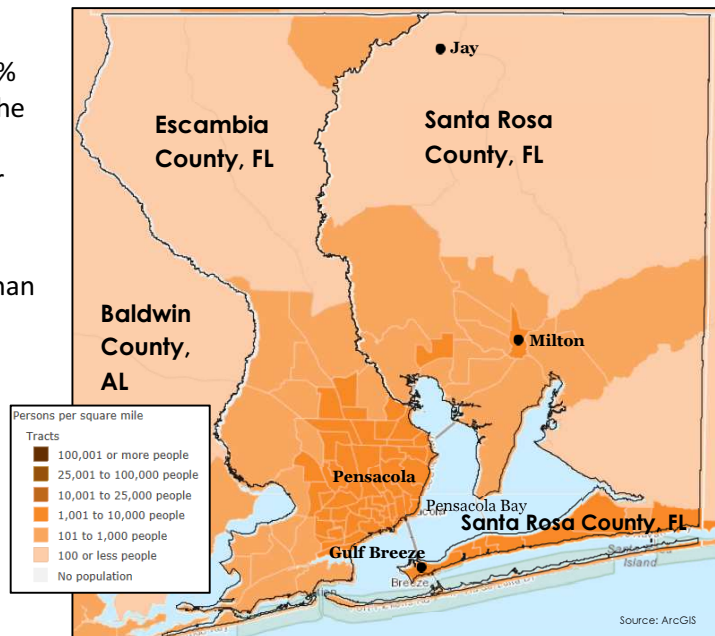 %
he
r
nan
Jay
Escambia
County, FL
Santa Rosa
County, FL
Baldwin
County,
AL
Milton
Persons per square mile
Tracts
100,001 or more people
25,001 to 100,000 people
10,001 to 25,000 people
1,001 to 10,000 people
101 to 1,000 people
100 or less people
No population
Pensacola
Pensacola Bay
Santa Rosa County, FL
Gulf Breeze
Breeze
Island
Source: ArcGIS